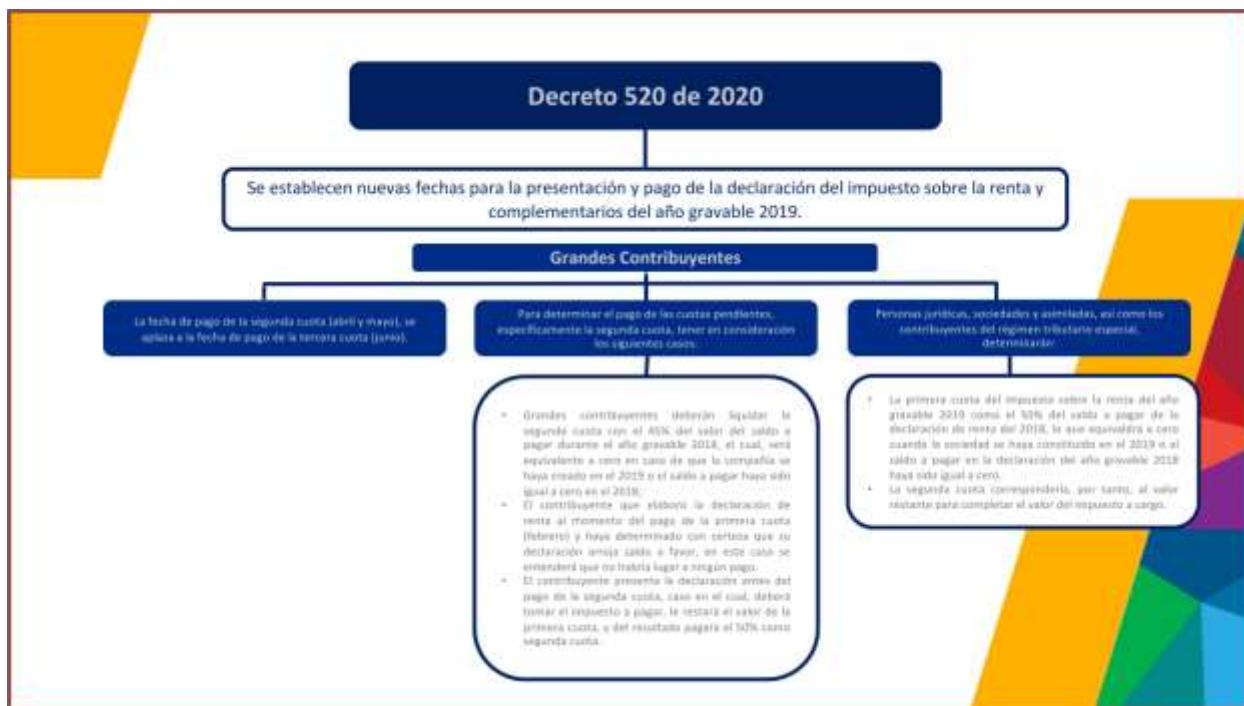 Decreto 520 de 2020
Se establecen nuevas fechas para la presentación y pago de la declaración del impuesto sobre la renta y
complementarios del año gravable 2019.
Grandes Contribuyentes
La fecha de pago de la segunda cuota (abril y mayo), se
aplaza a la fecha de pago de la tercera cuota (junio).
Para determinar el pago de las cuotas pendientes,
específicamente la segunda cuota, tener en consideración
los siguientes casos:
• Grandes contribuyentes deberán liquidar la
segunda cuota con el 45% del valor del saldo a
pagar durante el año gravable 2018, el cual, será
equivalente a cero en caso de que la compañía se
haya creado en el 2019 o el saldo a pagar haya sido
igual a cero en el 2018;
• El contribuyente que elaboró la declaración de
renta al momento del pago de la primera cuota
(febrero) y haya determinado con certeza que su
declaración arroja saldo a favor, en este caso se
entenderá que no habría lugar a ningún pago.
• El contribuyente presenta la declaración antes del
pago de la segunda cuota, caso en el cual, deberá
tomar el impuesto a pagar, le restará el valor de la
primera cuota, y del resultado pagará el 50% como
segunda cuota.
Personas jurídicas, sociedades y asimiladas, así como los
contribuyentes del régimen tributario especial,
determinarán:
• La primera cuota del impuesto sobre la renta del año
gravable 2019 como el 50% del saldo a pagar de la
declaración de renta del 2018, lo que equivaldrá a cero
cuando la sociedad se haya constituido en el 2019 o el
saldo a pagar en la declaración del año gravable 2018
haya sido igual a cero.
• La segunda cuota correspondería, por tanto, al valor
restante para completar el valor del impuesto a cargo.